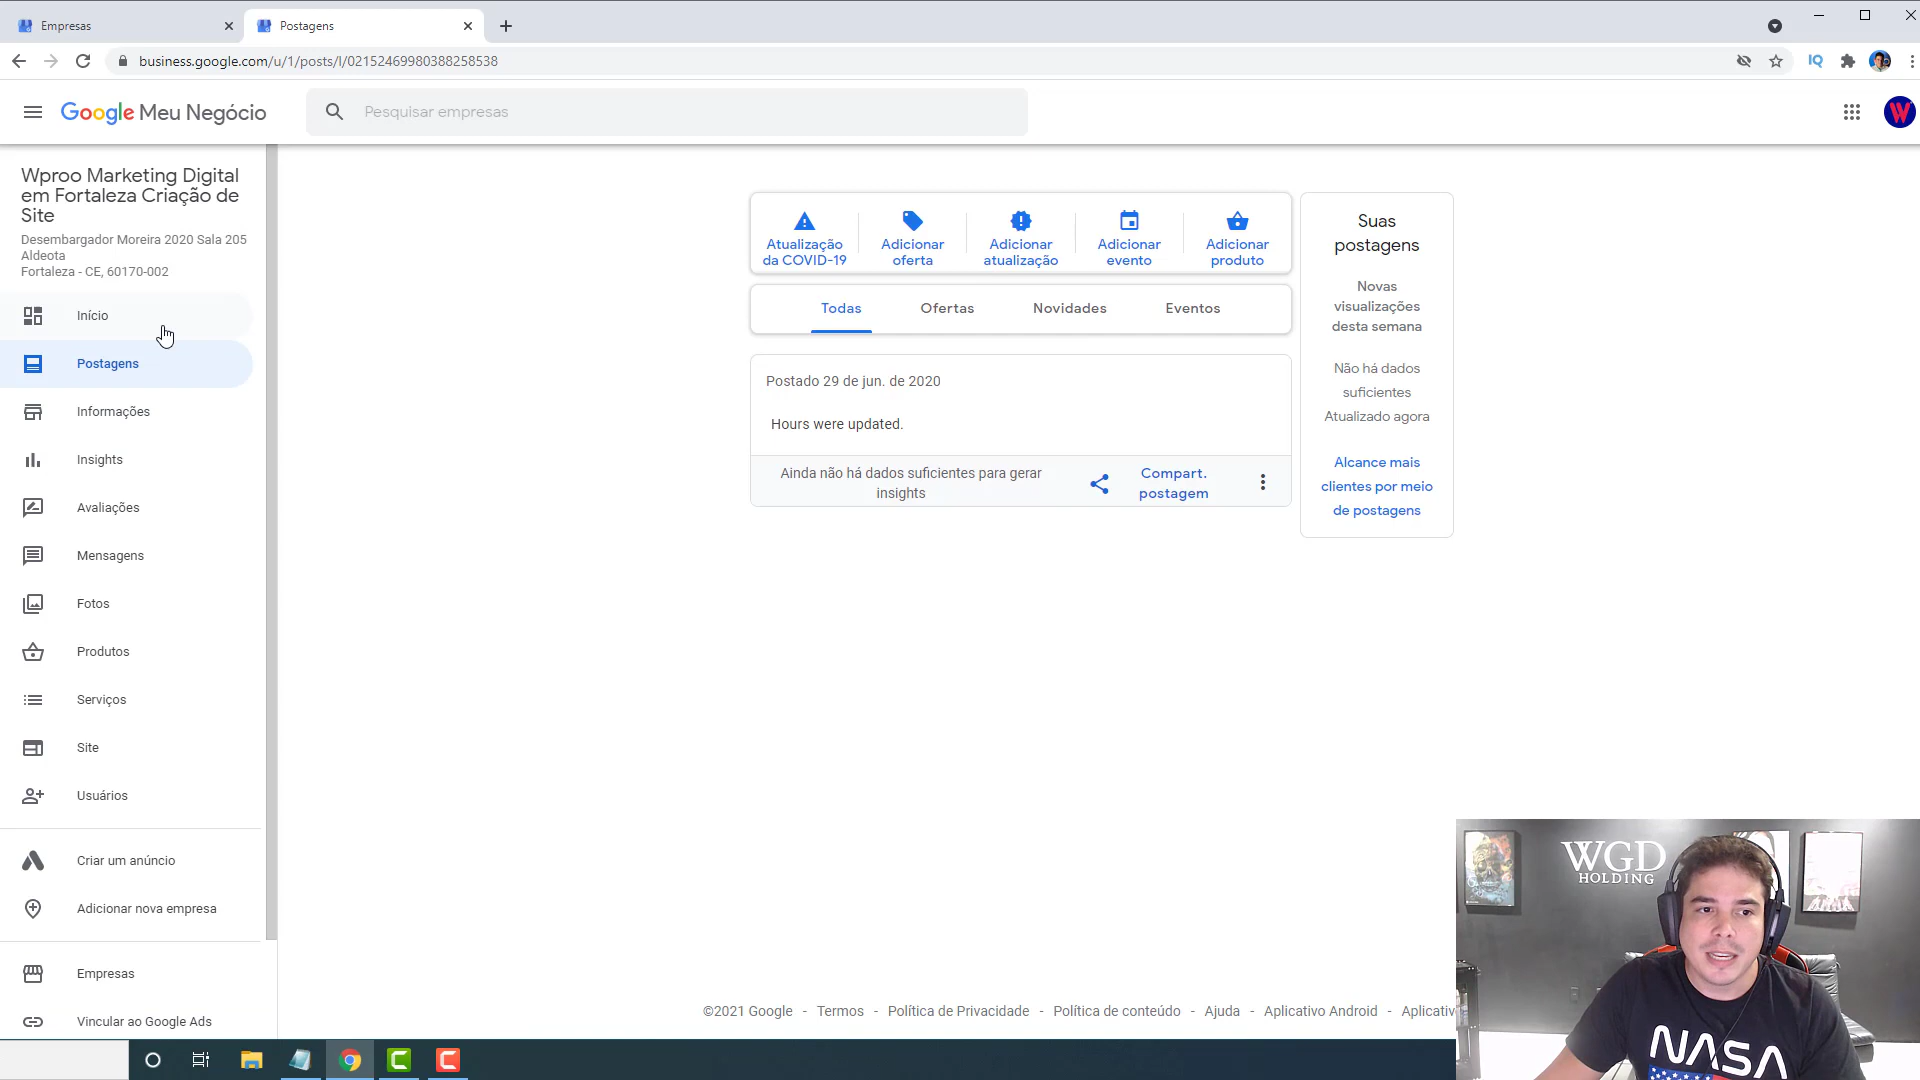 Empresas
Postagens
business.google.com/u/1/posts/l/02152469980388258538
IQ
Google Meu Negócio
Pesquisar empresas
W
Wproo Marketing Digital
em Fortaleza Criação de
Site
Desembargador Moreira 2020 Sala 205
Aldeota
Fortaleza - CE, 60170-002
Início
Postagens
Informações
Insights
Avaliações
Mensagens
Fotos
Produtos
Serviços
Site
Usuários
Criar um anúncio
Adicionar nova empresa
Empresas
Vincular ao Google Ads
Atualização
da COVID-19
Adicionar
oferta
Adicionar
atualização
Adicionar
evento
Adicionar
produto
Todas
Ofertas
Novidades
Eventos
Postado 29 de jun. de 2020
Hours were updated.
Ainda não há dados suficientes para gerar
insights
Compart.
postagem
Suas
postagens
Novas
visualizações
desta semana
Não há dados
suficientes
Atualizado agora
Alcance mais
clientes por meio
de postagens
©2021 Google - Termos - Política de Privacidade - Política de conteúdo - Ajuda - Aplicativo Android - Aplicativ
WGD
HOLDING
NASA